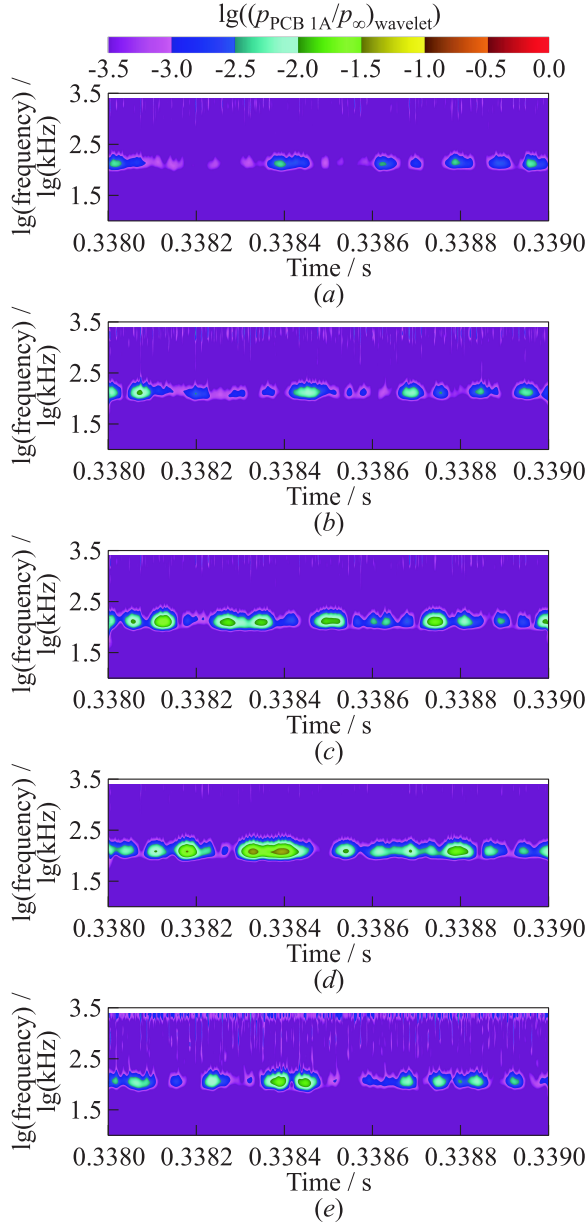 lg((p_PCB 1A/p_∞)_wavelet)
-3.5 -3.0 -2.5 -2.0 -1.5 -1.0 -0.5 0.0
lg(frequency) /
lg(kHz)
3.5
2.5
1.5
0.3380 0.3382 0.3384 0.3386 0.3388 0.3390
Time / s
(a)
lg(frequency) /
lg(kHz)
3.5
2.5
1.5
0.3380 0.3382 0.3384 0.3386 0.3388 0.3390
Time / s
(b)
lg(frequency) /
lg(kHz)
3.5
2.5
1.5
0.3380 0.3382 0.3384 0.3386 0.3388 0.3390
Time / s
(c)
lg(frequency) /
lg(kHz)
3.5
2.5
1.5
0.3380 0.3382 0.3384 0.3386 0.3388 0.3390
Time / s
(d)
lg(frequency) /
lg(kHz)
3.5
2.5
1.5
0.3380 0.3382 0.3384 0.3386 0.3388 0.3390
Time / s
(e)